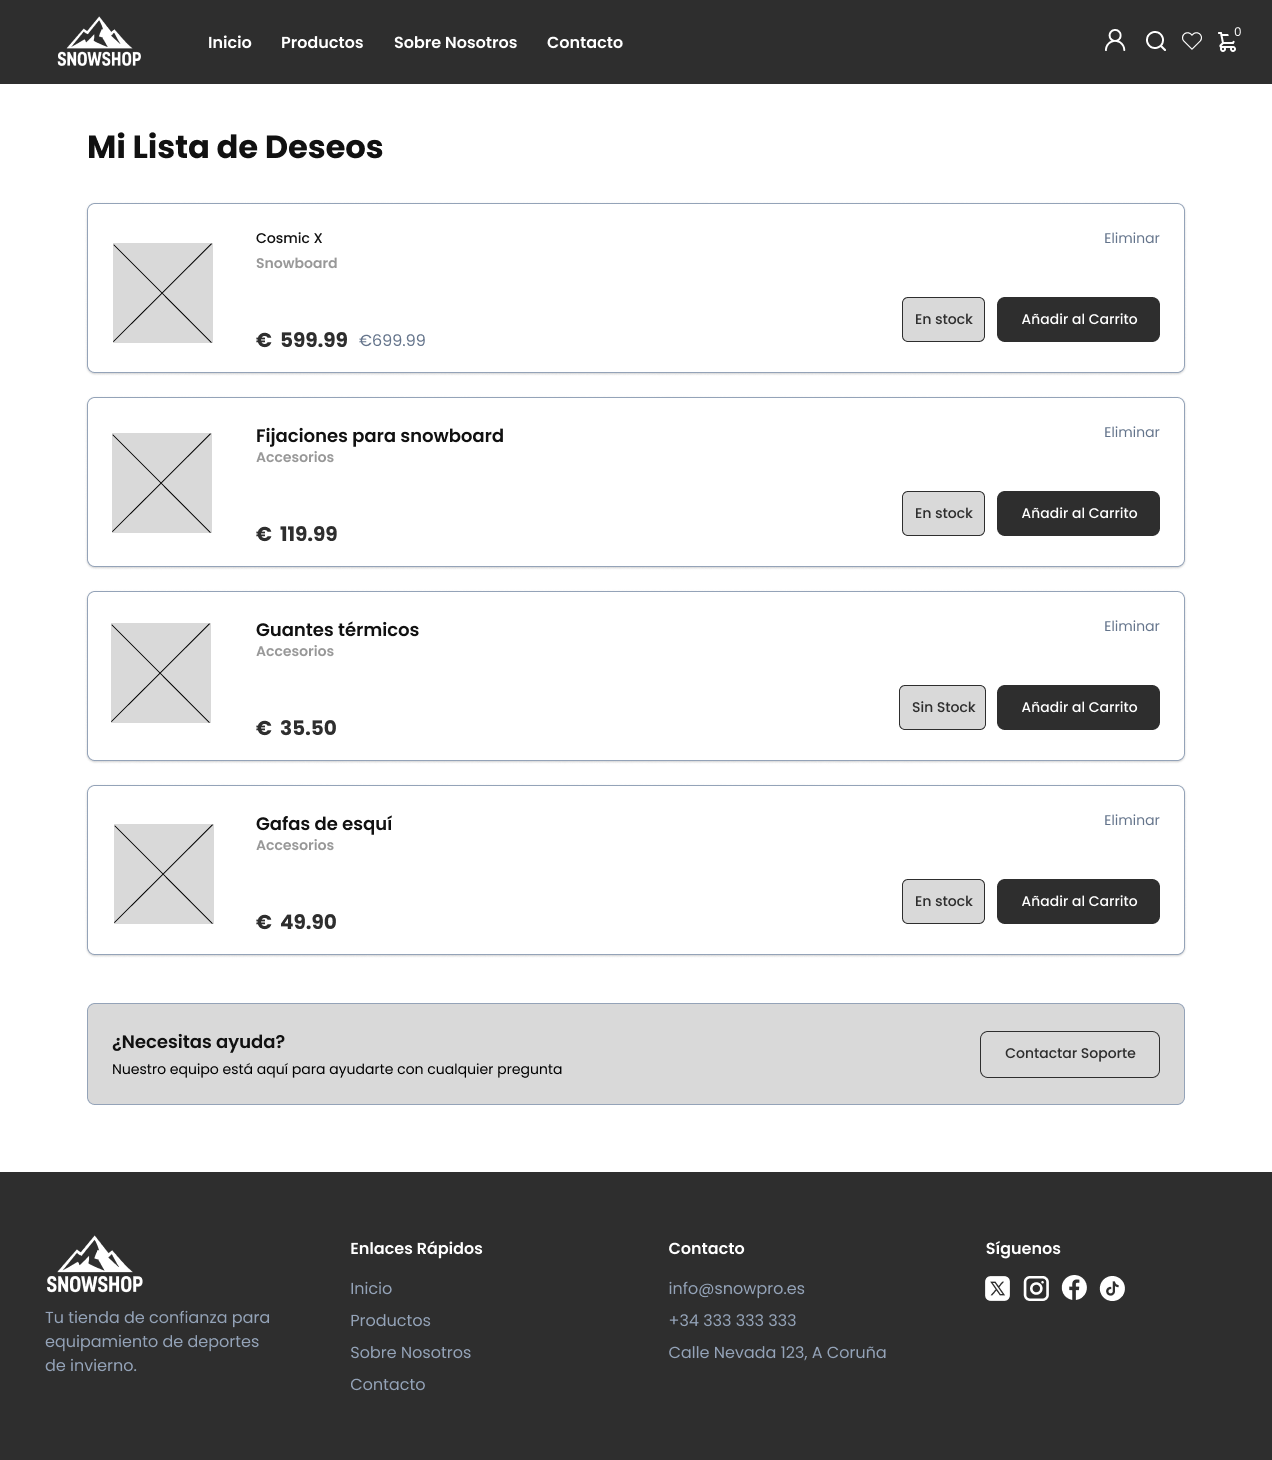 SNOWSHOP
Inicio Productos Sobre Nosotros Contacto
0
Mi Lista de Deseos
Cosmic X
Eliminar
Snowboard
En stock
Añadir al Carrito
€ 599.99 €699.99
Fijaciones para snowboard
Eliminar
Accesorios
En stock
Añadir al Carrito
€ 119.99
Guantes térmicos
Eliminar
Accesorios
Sin Stock
Añadir al Carrito
€ 35.50
Gafas de esquí
Eliminar
Accesorios
En stock
Añadir al Carrito
€ 49.90
¿Necesitas ayuda?
Nuestro equipo está aquí para ayudarte con cualquier pregunta
Contactar Soporte
SNOWSHOP
Tu tienda de confianza para
equipamiento de deportes
de invierno.
Enlaces Rápidos
Inicio
Productos
Sobre Nosotros
Contacto
Contacto
info@snowpro.es
+34 333 333 333
Calle Nevada 123, A Coruña
Síguenos